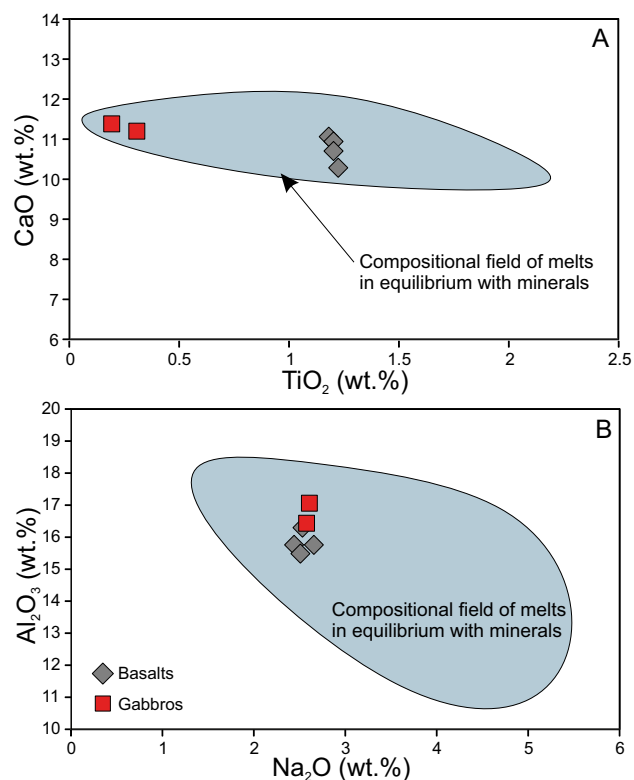 A
14
13
12
11
10
9
8
7
6
CaO (wt.%)
Compositional field of melts
in equilibrium with minerals
0
0.5
1
1.5
2
2.5
TiO₂ (wt.%)
B
20
19
18
17
16
15
14
13
12
11
10
Al₂O₃ (wt.%)
Compositional field of melts
in equilibrium with minerals
Basalts
Gabbros
0
1
2
3
4
5
6
Na₂O (wt.%)